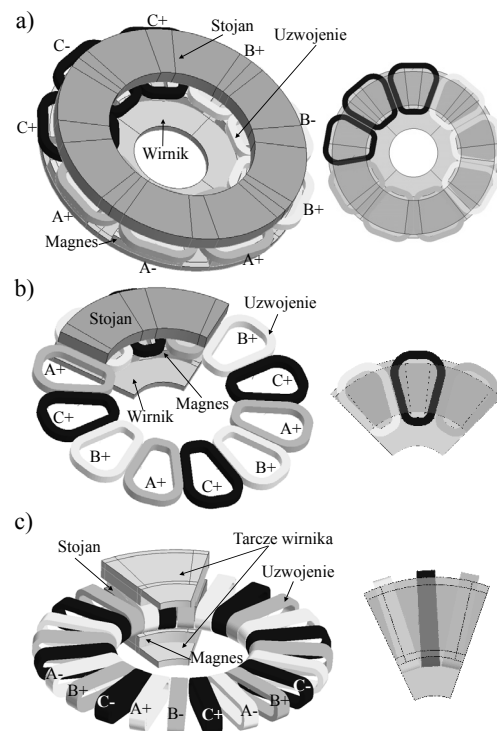 a)
C+
Stojan
C-
Uzwojenie
B+
B-
C+
Wirnik
B+
A+
Magnes
A-
A+
b)
Uzwojenie
Stojan
B+
A+
C+
Magnes
Wirnik
C+
A+
B+
B+
A+
C+
c)
Tarcze wirnika
Stojan
Uzwojenie
Magnes
A-
B+
C-
A+
B-
C+
A-
B+
C-